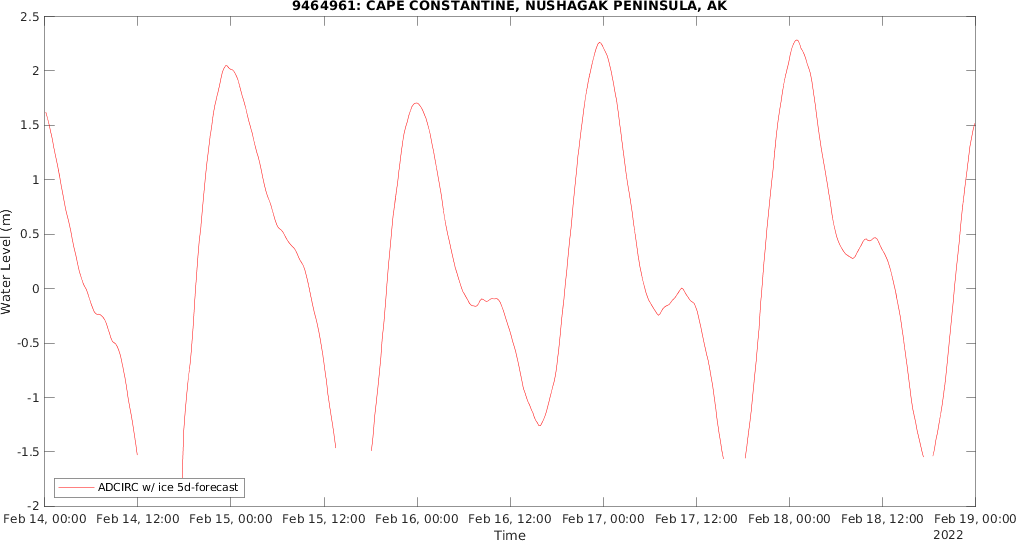 9464961: CAPE CONSTANTINE, NUSHAGAK PENINSULA, AK
2.5
2
1.5
1
0.5
0
-0.5
-1
-1.5
-2
Water Level (m)
ADCIRC w/ ice 5d-forecast
Feb 14, 00:00 Feb 14, 12:00 Feb 15, 00:00 Feb 15, 12:00 Feb 16, 00:00 Feb 16, 12:00 Feb 17, 00:00 Feb 17, 12:00 Feb 18, 00:00 Feb 18, 12:00 Feb 19, 00:00
Time
2022